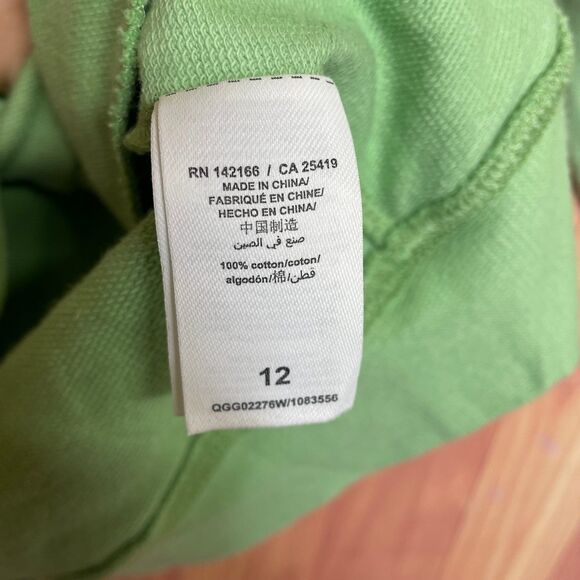 RN 142166 / CA 25419
MADE IN CHINA/
FABRIQUÉ EN CHINE/
HECHO EN CHINA/
中国制造
صنع في الصين
100% cotton/coton/
algodón/棉/قطن
12
QGG02276W/1083556